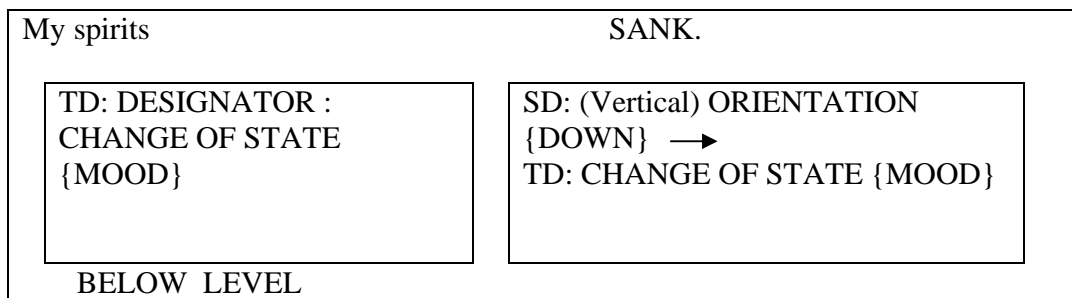 My spirits SANK.
TD: DESIGNATOR :
CHANGE OF STATE
{MOOD}
SD: (Vertical) ORIENTATION
{DOWN} →
TD: CHANGE OF STATE {MOOD}
BELOW LEVEL